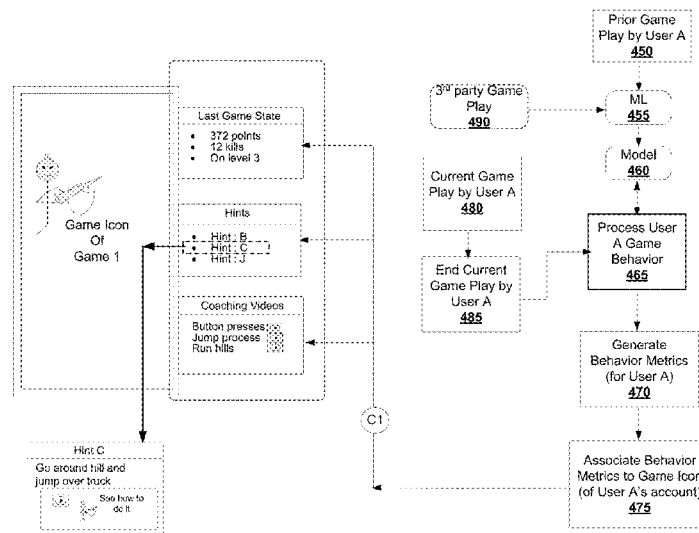 Prior Game
Play by User A
450
3rd party Game
Play
490
ML
455
Model
460
Last Game State
• 372 points
• 12 kills
• On level 3
Current Game
Play by User A
480
Game Icon
Of
Game 1
Hints
• Hint : B
• Hint : C
• Hint : J
Process User
A Game
Behavior
465
End Current
Game Play by
User A
485
Coaching Videos
Button presses
Jump process
Run hills
Generate
Behavior Metrics
(for User A)
470
C1
Hint C
Go around hill and
jump over truck
See how to
do it
Associate Behavior
Metrics to Game Icon
(of User A's account)
475